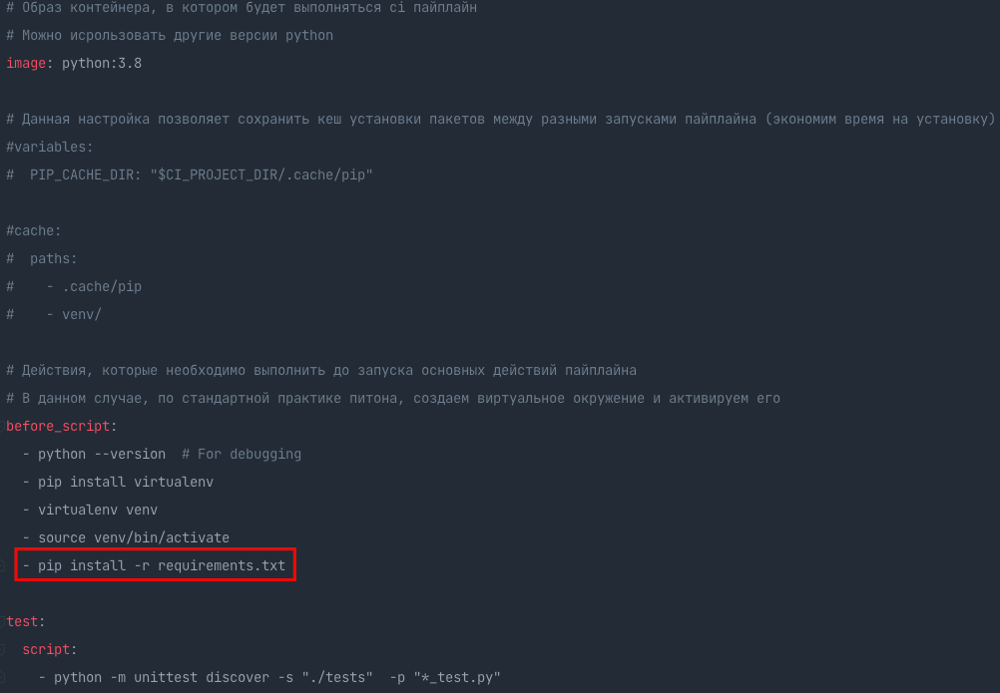 # Образ контейнера, в котором будет выполняться ci пайплайн
# Можно исрользовать другие версии python
image: python:3.8
# Данная настройка позволяет сохранить кеш установки пакетов между разными запусками пайплайна (экономим время на установку)
#variables:
#  PIP_CACHE_DIR: "$CI_PROJECT_DIR/.cache/pip"
#cache:
#  paths:
#    - .cache/pip
#    - venv/
# Действия, которые необходимо выполнить до запуска основных действий пайплайна
# В данном случае, по стандартной практике питона, создаем виртуальное окружение и активируем его
before_script:
  - python --version  # For debugging
  - pip install virtualenv
  - virtualenv venv
  - source venv/bin/activate
  - pip install -r requirements.txt
test:
  script:
    - python -m unittest discover -s "./tests"  -p "*_test.py"